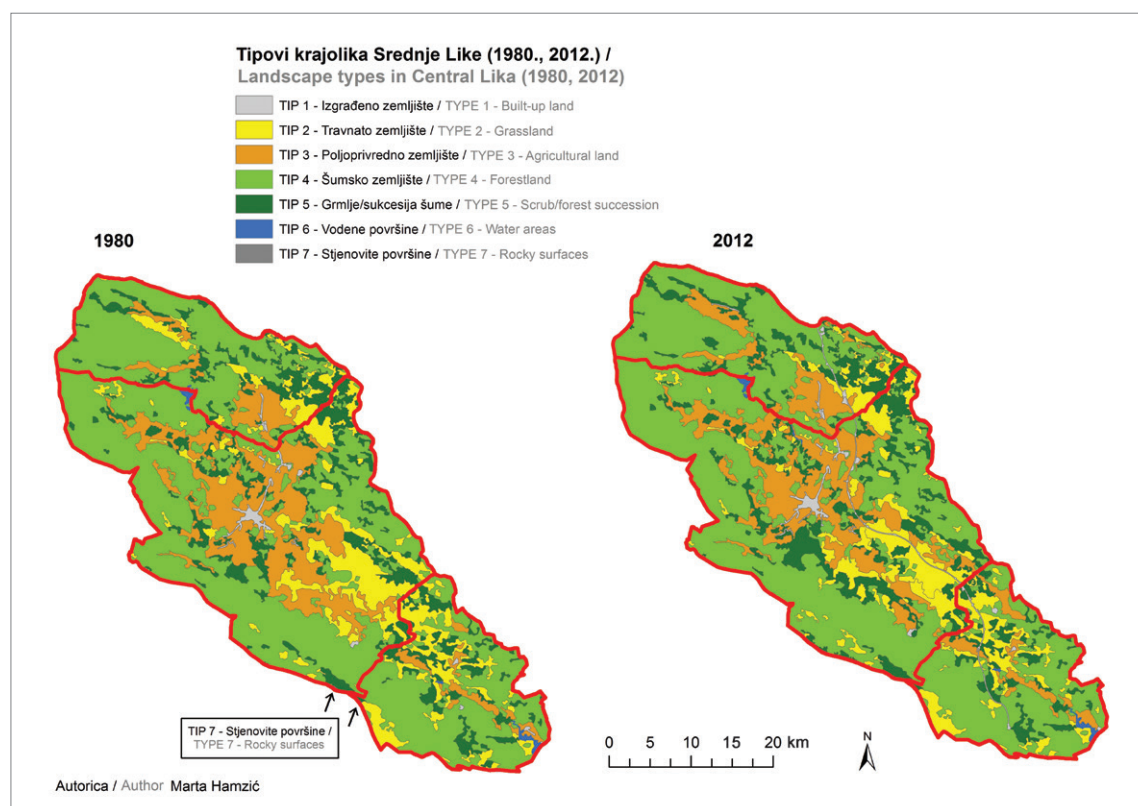 Tipovi krajolika Srednje Like (1980., 2012.) /
Landscape types in Central Lika (1980, 2012)
TIP 1 - Izgrađeno zemljište / TYPE 1 - Built-up land
TIP 2 - Travnato zemljište / TYPE 2 - Grassland
TIP 3 - Poljoprivredno zemljište / TYPE 3 - Agricultural land
TIP 4 - Šumsko zemljište / TYPE 4 - Forestland
TIP 5 - Grmlje/sukcesija šume / TYPE 5 - Scrub/forest succession
TIP 6 - Vodene površine / TYPE 6 - Water areas
TIP 7 - Stjenovite površine / TYPE 7 - Rocky surfaces
1980
2012
TIP 7 - Stjenovite površine /
TYPE 7 - Rocky surfaces
0 5 10 15 20 km
N
Autorica / Author Marta Hamzić